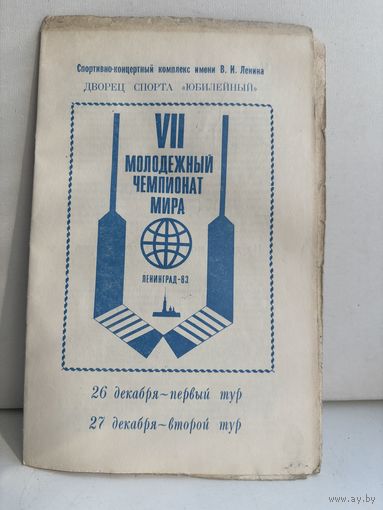 Спортивно-концертный комплекс имени В. И. Ленина
ДВОРЕЦ СПОРТА «ЮБИЛЕЙНЫЙ»
VII
МОЛОДЕЖНЫЙ
ЧЕМПИОНАТ
МИРА
ЛЕНИНГРАД-83
26 декабря~первый тур
27 декабря~второй тур
www.ay.by